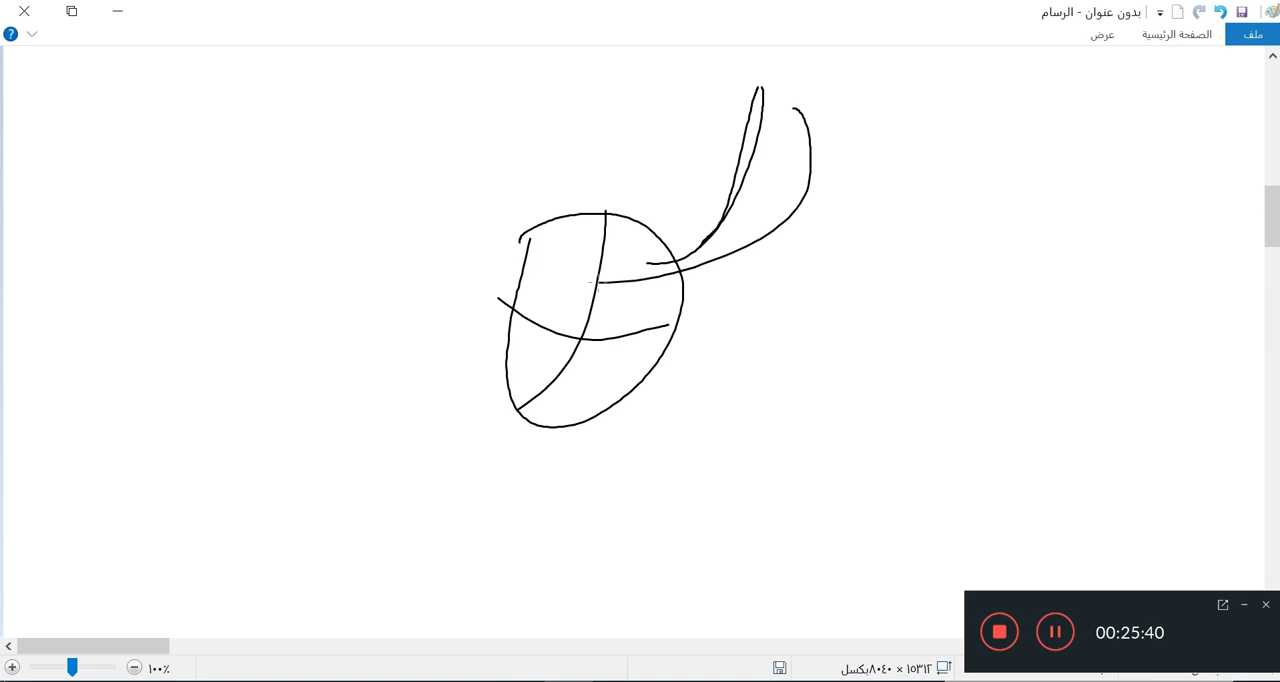 بدون عنوان - الرسام
ملف
الصفحة الرئيسية
عرض
00:25:40
١٠٠٪
١٥٣١٢ × ٨٠٤٠بكسل